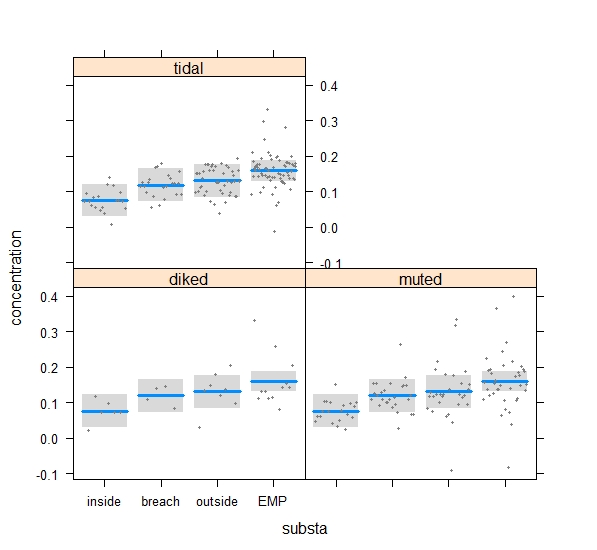 tidal
0.4
0.3
0.2
0.1
0.0
-0.1
concentration
diked
muted
0.4
0.3
0.2
0.1
0.0
-0.1
inside breach outside EMP
substa